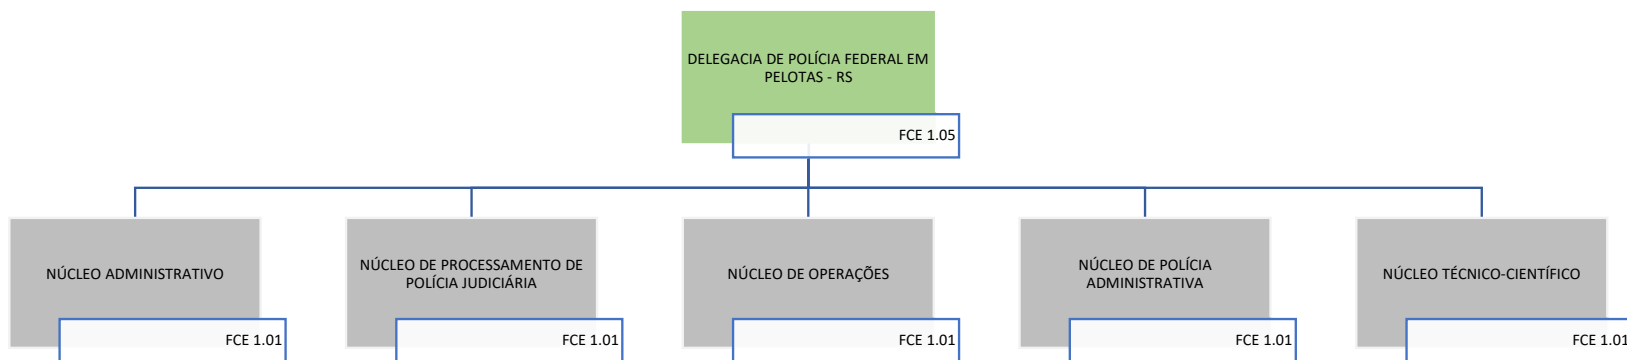 DELEGACIA DE POLÍCIA FEDERAL EM
PELOTAS - RS
FCE 1.05
NÚCLEO ADMINISTRATIVO
FCE 1.01
NÚCLEO DE PROCESSAMENTO DE
POLÍCIA JUDICIÁRIA
FCE 1.01
NÚCLEO DE OPERAÇÕES
FCE 1.01
NÚCLEO DE POLÍCIA
ADMINISTRATIVA
FCE 1.01
NÚCLEO TÉCNICO-CIENTÍFICO
FCE 1.01